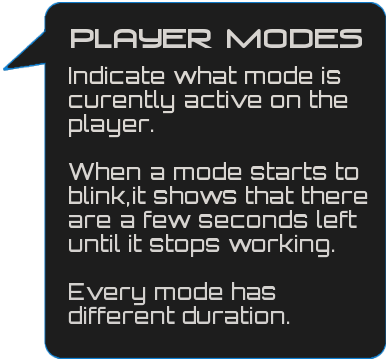 PLAYER MODES
Indicate what mode is
curently active on the
player.
When a mode starts to
blink,it shows that there
are a few seconds left
until it stops working.
Every mode has
different duration.